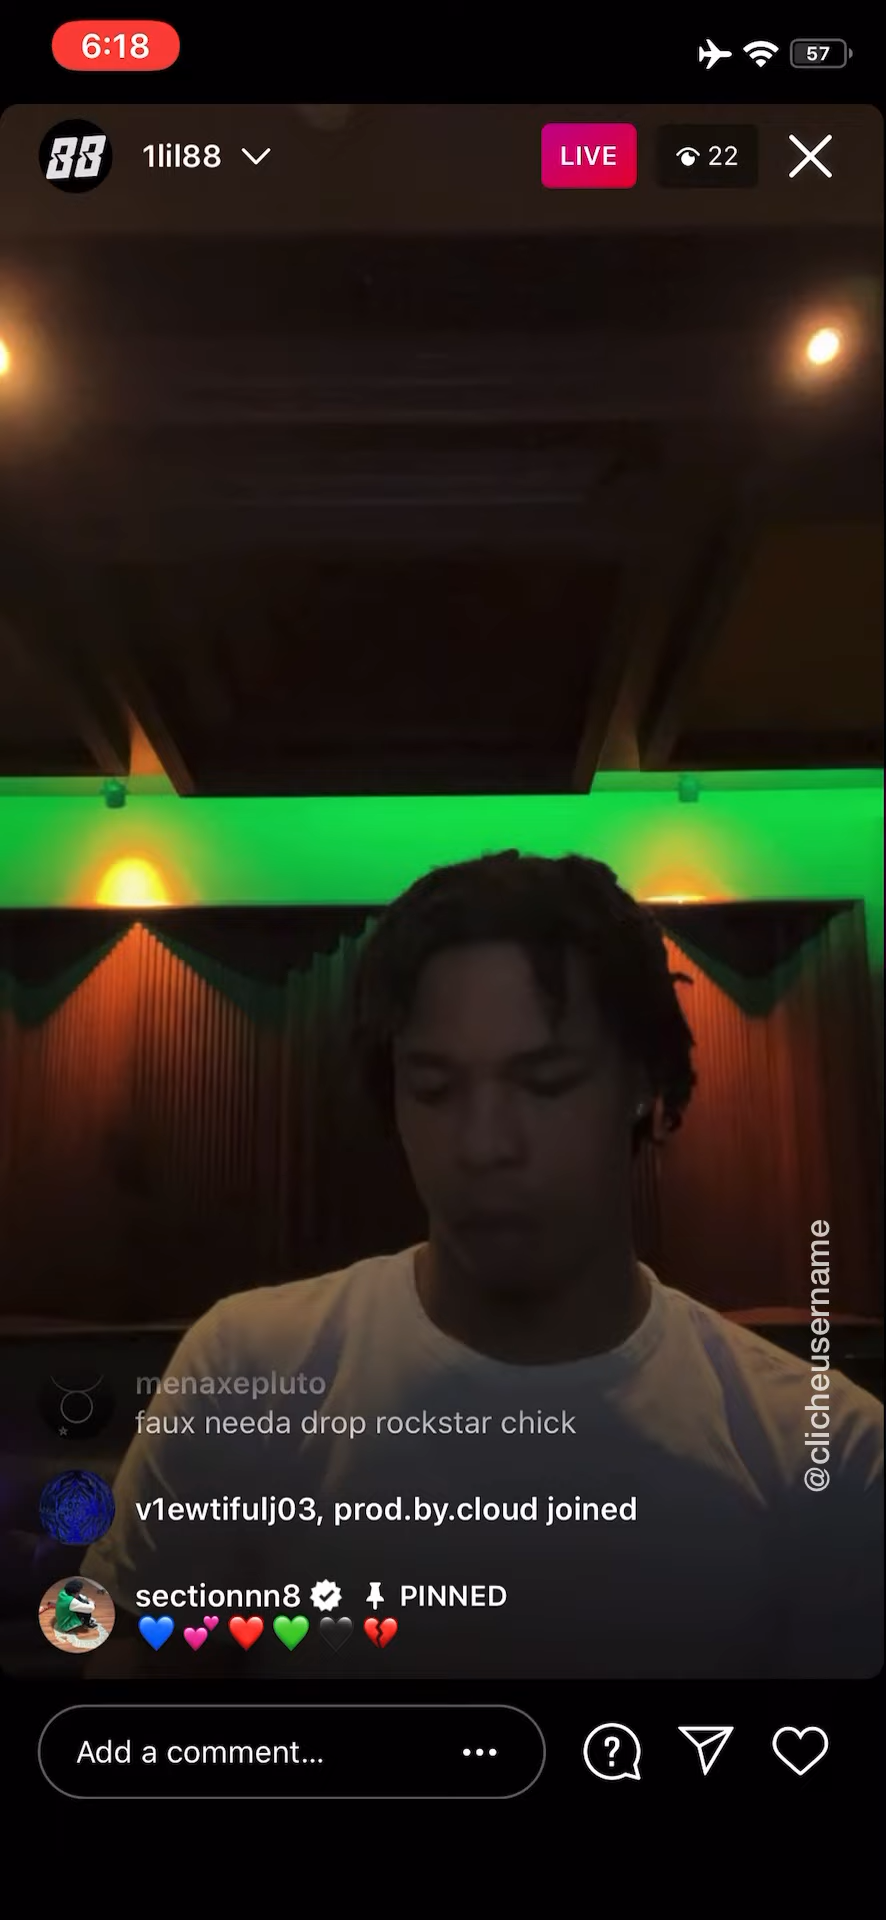 6:18
57
88
1lil88
LIVE
22
@clicheusername
menaxepluto
faux needa drop rockstar chick
v1ewtifulj03, prod.by.cloud joined
sectionnn8 PINNED
💙💕❤️💚🖤💔
Add a comment...